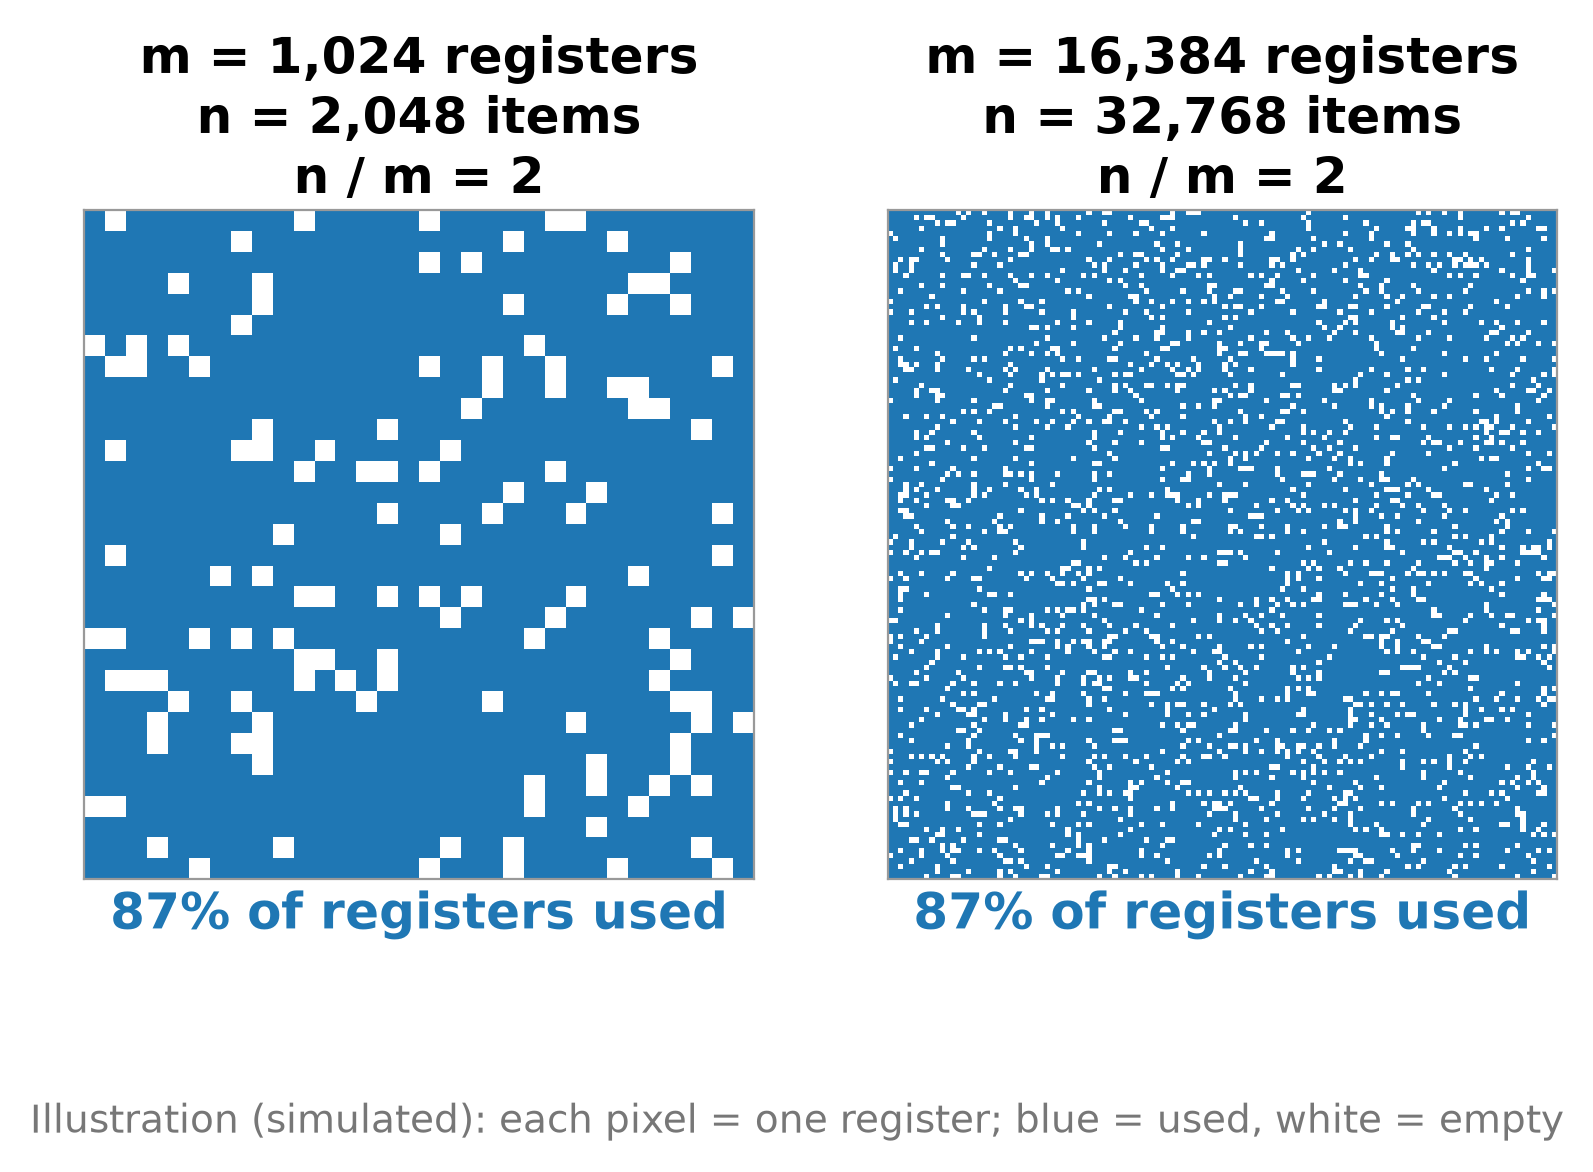 m = 1,024 registers
n = 2,048 items
n / m = 2
m = 16,384 registers
n = 32,768 items
n / m = 2
87% of registers used
87% of registers used
Illustration (simulated): each pixel = one register; blue = used, white = empty